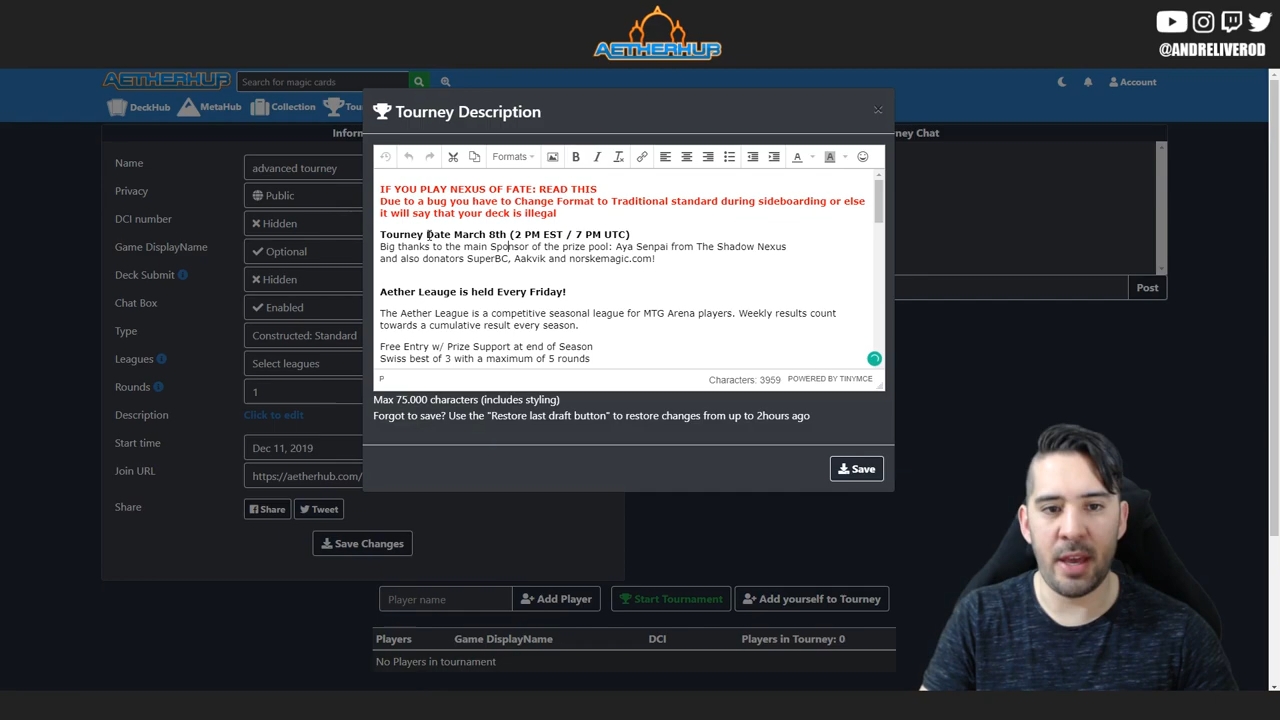 AETHERHUB
@ANDRELIVEROD
AETHERHUB
Search for magic cards
Account
DeckHub
MetaHub
Collection
Tourney Description
×
Formats
IF YOU PLAY NEXUS OF FATE: READ THIS
Due to a bug you have to Change Format to Traditional standard during sideboarding or else
it will say that your deck is illegal
Tourney Date March 8th (2 PM EST / 7 PM UTC)
Big thanks to the main Sponsor of the prize pool: Aya Senpai from The Shadow Nexus
and also donators SuperBC, Aakvik and norskemagic.com!
Aether Leauge is held Every Friday!
The Aether League is a competitive seasonal league for MTG Arena players. Weekly results count
towards a cumulative result every season.
Free Entry w/ Prize Support at end of Season
Swiss best of 3 with a maximum of 5 rounds
P
Characters: 3959
POWERED BY TINYMCE
Max 75.000 characters (includes styling)
Forgot to save? Use the "Restore last draft button" to restore changes from up to 2hours ago
Save
Name
advanced tourney
Privacy
Public
DCI number
Hidden
Game DisplayName
Optional
Deck Submit
Hidden
Chat Box
Enabled
Type
Constructed: Standard
Leagues
Select leagues
Rounds
1
Description
Click to edit
Start time
Dec 11, 2019
Join URL
https://aetherhub.com/
Share
Share
Tweet
Save Changes
Chat
Post
Player name
Add Player
Start Tournament
Add yourself to Tourney
Players
Game DisplayName
DCI
Players in Tourney: 0
No Players in tournament